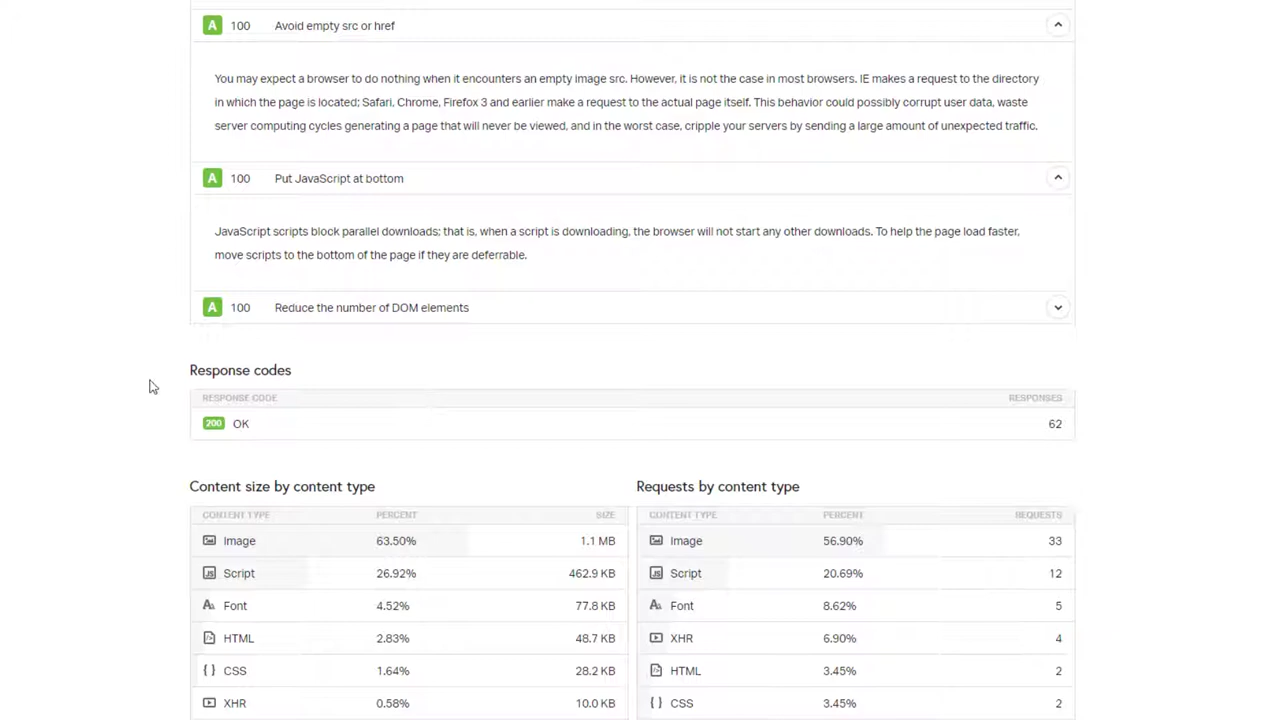 A 100 Avoid empty src or href
You may expect a browser to do nothing when it encounters an empty image src. However, it is not the case in most browsers. IE makes a request to the directory
in which the page is located; Safari, Chrome, Firefox 3 and earlier make a request to the actual page itself. This behavior could possibly corrupt user data, waste
server computing cycles generating a page that will never be viewed, and in the worst case, cripple your servers by sending a large amount of unexpected traffic.
A 100 Put JavaScript at bottom
JavaScript scripts block parallel downloads; that is, when a script is downloading, the browser will not start any other downloads. To help the page load faster,
move scripts to the bottom of the page if they are deferrable.
A 100 Reduce the number of DOM elements
Response codes
RESPONSE CODE RESPONSES
200 OK 62
Content size by content type
CONTENT TYPE PERCENT SIZE
Image 63.50% 1.1 MB
JS Script 26.92% 462.9 KB
AA Font 4.52% 77.8 KB
</> HTML 2.83% 48.7 KB
{ } CSS 1.64% 28.2 KB
XHR 0.58% 10.0 KB
Requests by content type
CONTENT TYPE PERCENT REQUESTS
Image 56.90% 33
JS Script 20.69% 12
AA Font 8.62% 5
XHR 6.90% 4
</> HTML 3.45% 2
{ } CSS 3.45% 2